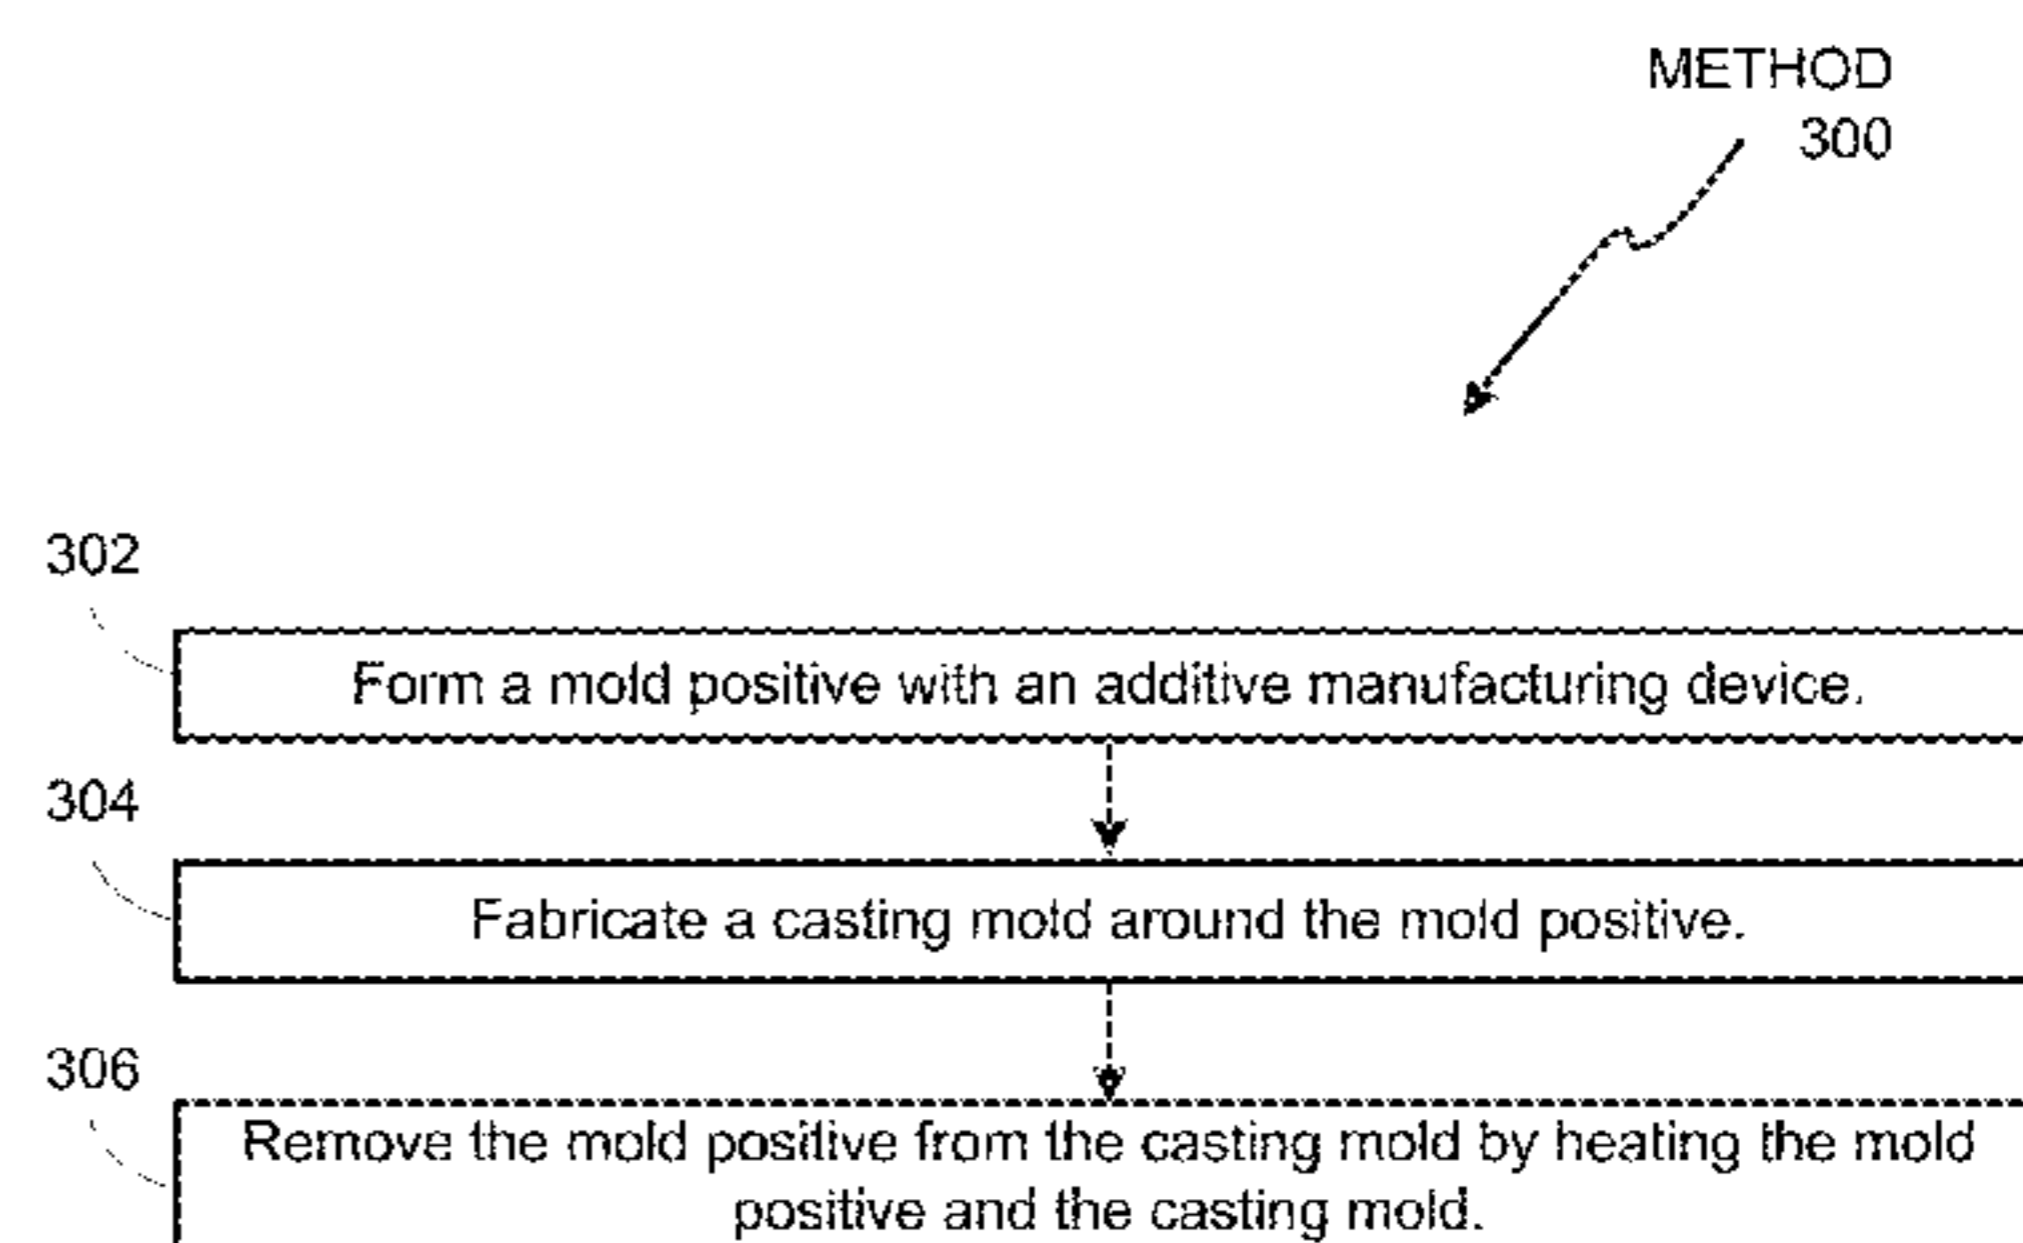 METHOD
300
302
Form a mold positive with an additive manufacturing device.
304
Fabricate a casting mold around the mold positive.
306
Remove the mold positive from the casting mold by heating the mold
positive and the casting mold.